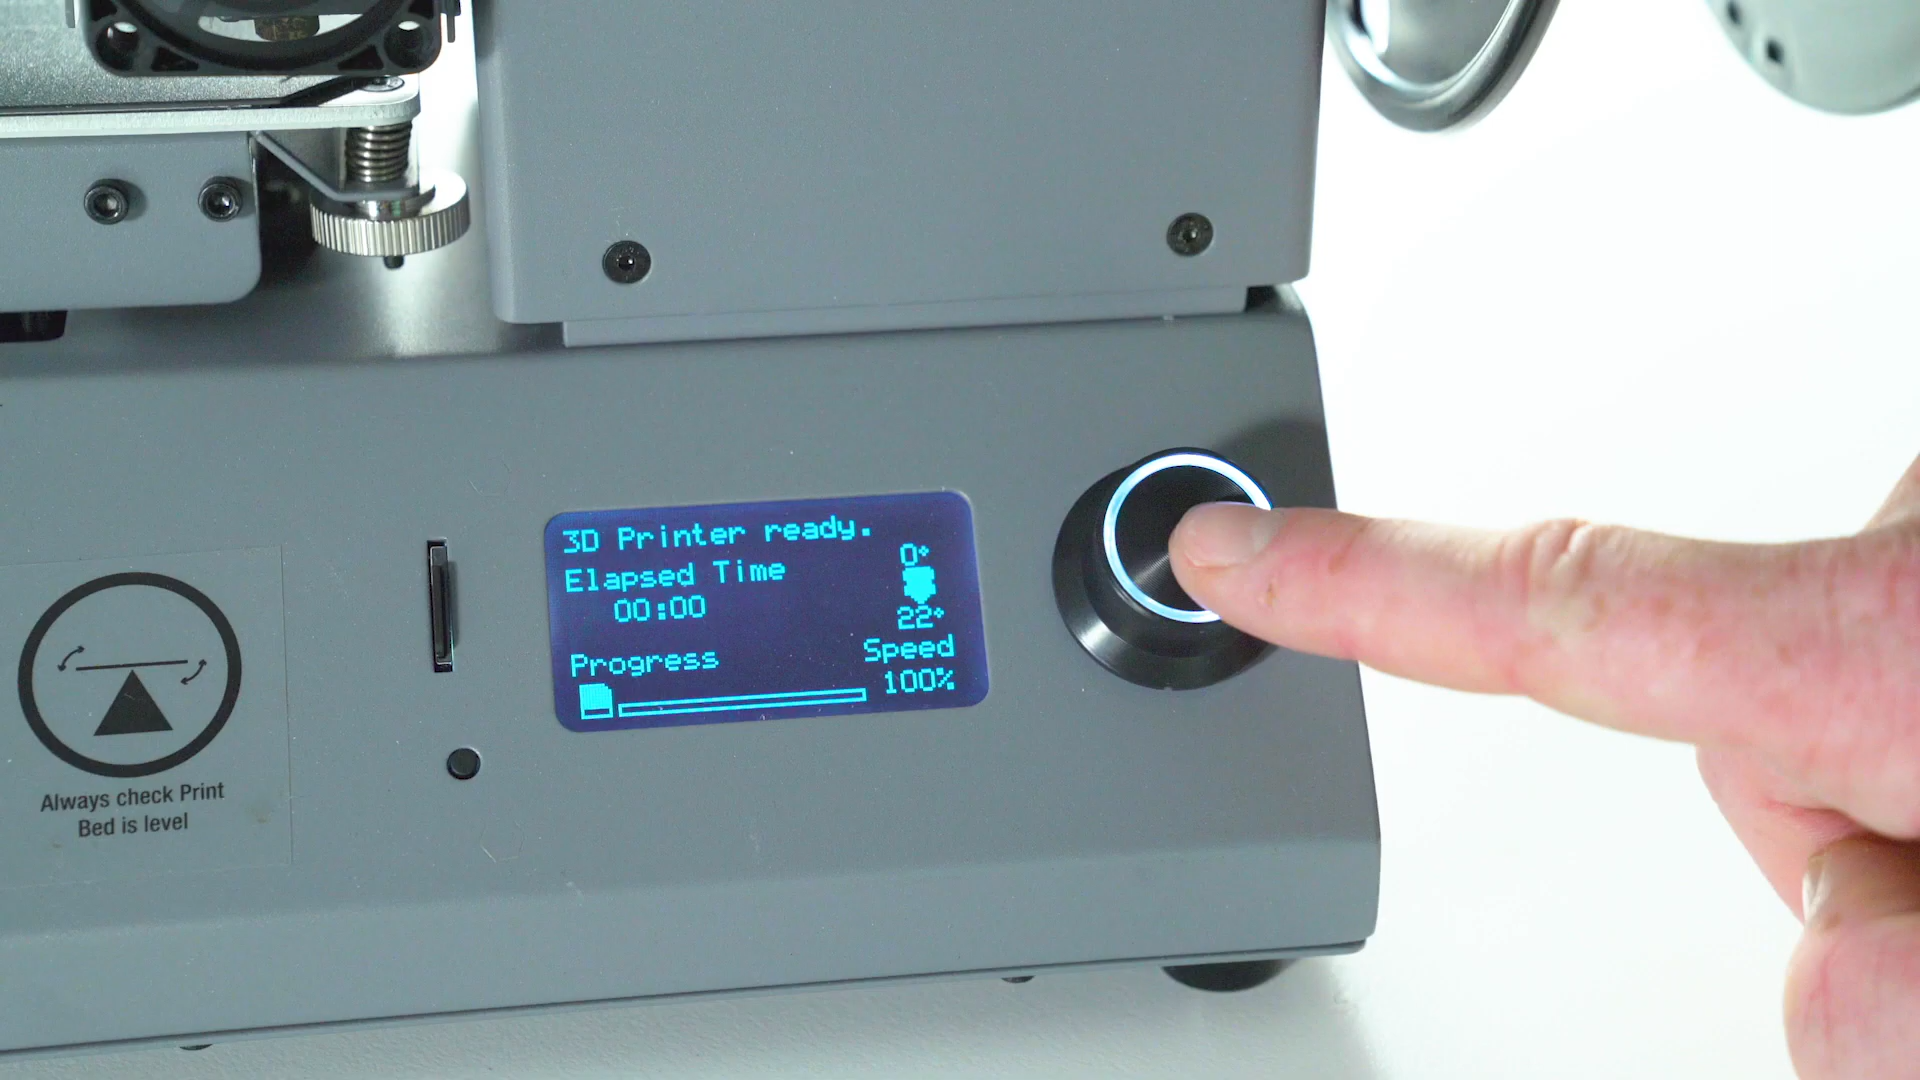 3D Printer ready.
0°
Elapsed Time
00:00
22°
Progress
Speed
100%
Always check Print
Bed is level